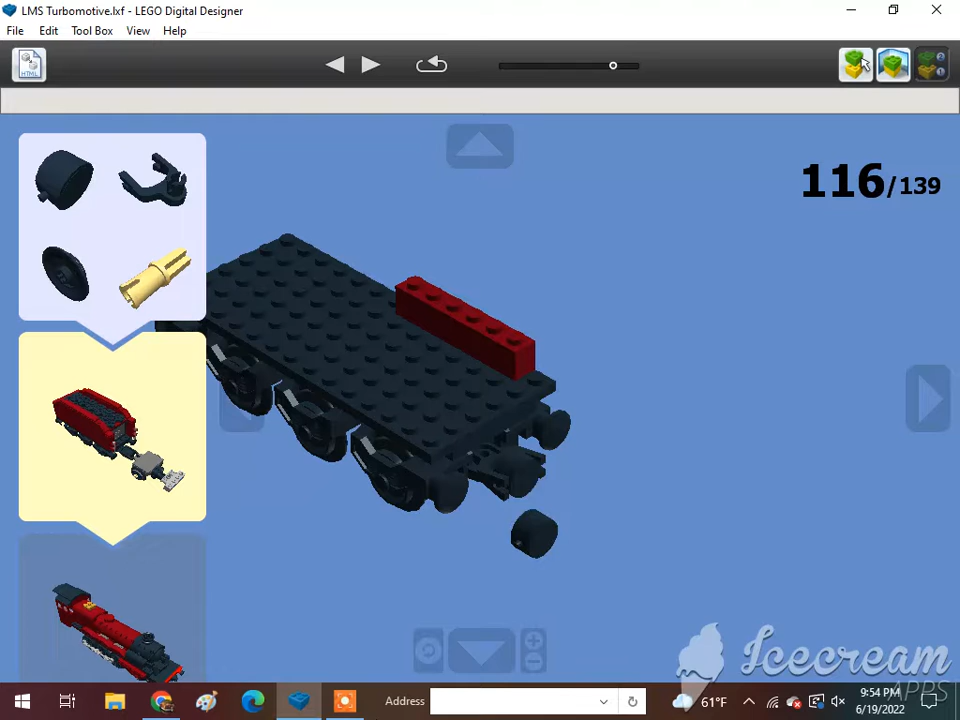 LMS Turbomotive.lxf - LEGO Digital Designer
File Edit Tool Box View Help
HTML
116/139
Icecream
APPS
Address
61°F
9:54 PM
6/19/2022